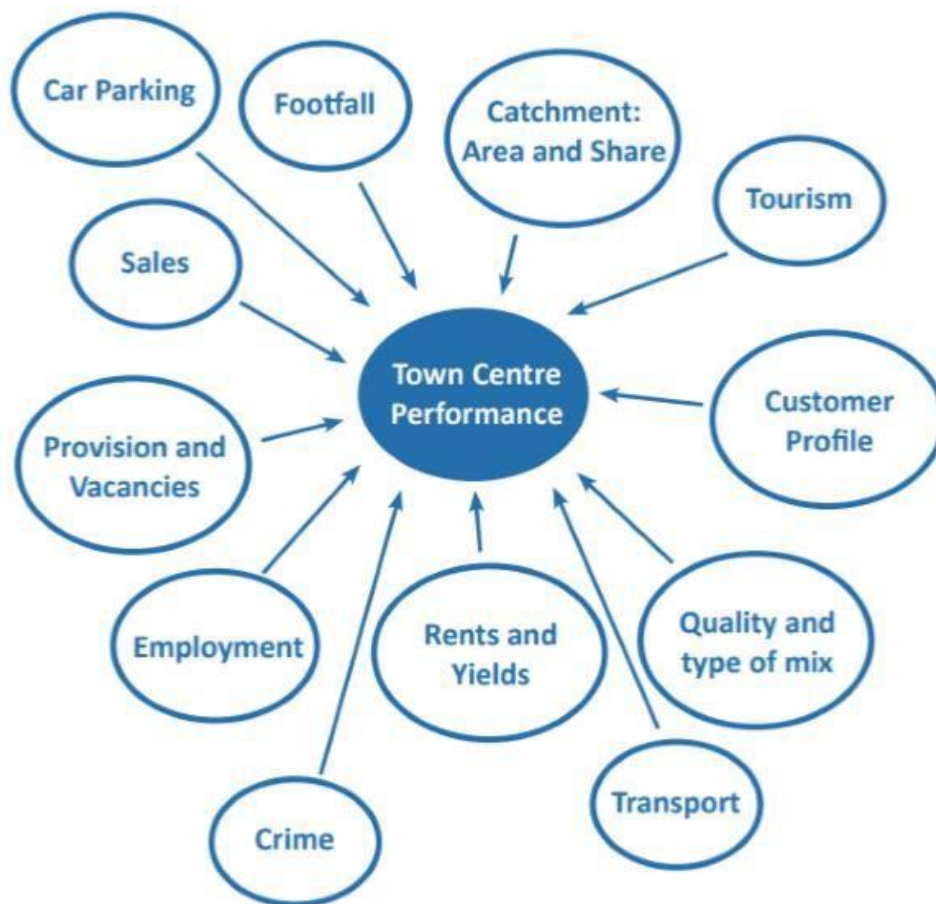 Car Parking
Footfall
Catchment:
Area and Share
Tourism
Sales
Town Centre
Performance
Customer
Profile
Provision and
Vacancies
Employment
Rents and
Yields
Quality and
type of mix
Crime
Transport